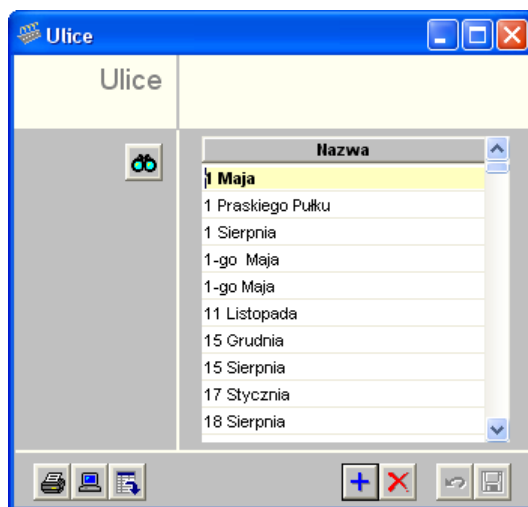 Ulice
Ulice
Nazwa
1 Maja
1 Praskiego Pułku
1 Sierpnia
1-go  Maja
1-go Maja
11 Listopada
15 Grudnia
15 Sierpnia
17 Stycznia
18 Sierpnia